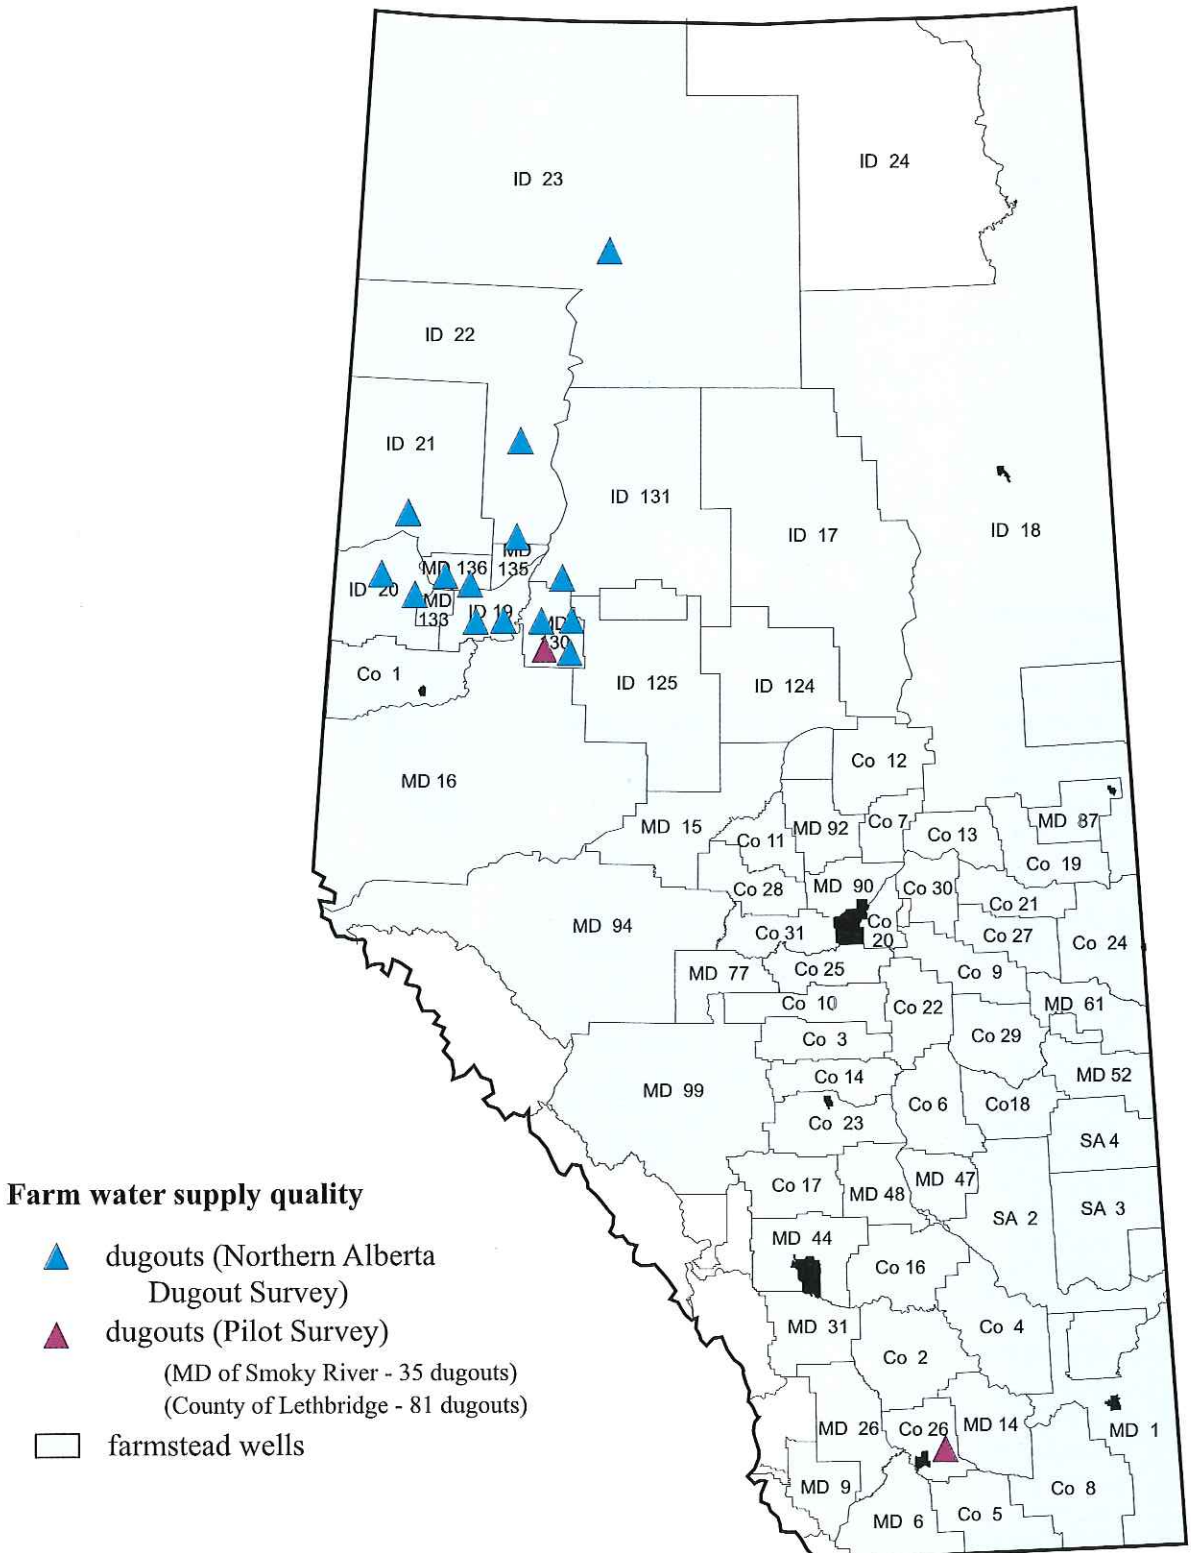 ID 24
ID 23
ID 22
ID 21
ID 131
ID 17
ID 18
MD 135
MD 136
ID 20
MD 133
ID 19
MD 130
Co 1
ID 125
ID 124
Co 12
MD 16
MD 15
Co 11
MD 92
Co 7
Co 13
MD 87
Co 19
Co 28
MD 90
Co 30
Co 21
MD 94
Co 31
Co 20
Co 27
Co 24
MD 77
Co 25
Co 9
Co 10
Co 22
MD 61
Co 3
Co 29
Co 14
MD 52
MD 99
Co 6
Co18
Co 23
SA 4
Co 17
MD 48
MD 47
SA 2
SA 3
MD 44
Co 16
MD 31
Co 4
Co 2
MD 26
Co 26
MD 14
MD 1
MD 9
Co 8
MD 6
Co 5
Farm water supply quality
dugouts (Northern Alberta
Dugout Survey)
dugouts (Pilot Survey)
(MD of Smoky River - 35 dugouts)
(County of Lethbridge - 81 dugouts)
farmstead wells